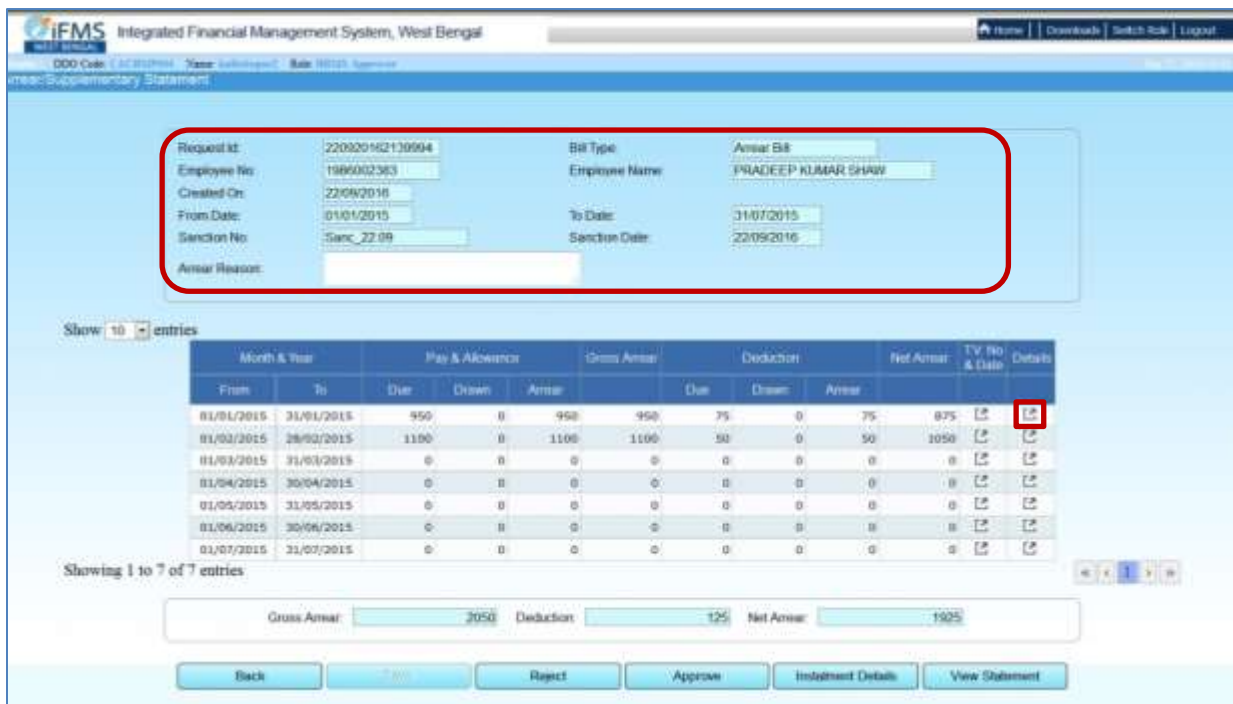 iFMS Integrated Financial Management System, West Bengal Home Downloads Switch Role Logout
WEST BENGAL
DDO Code: Name: Role: Approver
Arrear/Supplementary Statement
Request Id: 220920162139994 Bill Type: Arrear Bill
Employee No: 1986002363 Employee Name: PRADEEP KUMAR SHAW
Created On: 22/09/2016
From Date: 01/01/2015 To Date: 31/07/2015
Sanction No: Sanc_22.09 Sanction Date: 22/09/2016
Arrear Reason:
Show 10 entries
Month & Year Pay & Allowance Gross Arrear Deduction Net Arrear T.V. No & Date Details
From To Due Drawn Arrear Due Drawn Arrear
01/01/2015 31/01/2015 950 0 950 950 75 0 75 875
01/02/2015 28/02/2015 1100 0 1100 1100 50 0 50 1050
01/03/2015 31/03/2015 0 0 0 0 0 0 0 0
01/04/2015 30/04/2015 0 0 0 0 0 0 0 0
01/05/2015 31/05/2015 0 0 0 0 0 0 0 0
01/06/2015 30/06/2015 0 0 0 0 0 0 0 0
01/07/2015 31/07/2015 0 0 0 0 0 0 0 0
Showing 1 to 7 of 7 entries « ‹ 1 › »
Gross Arrear: 2050 Deduction: 125 Net Arrear: 1925
Back Reject Approve Instalment Details View Statement